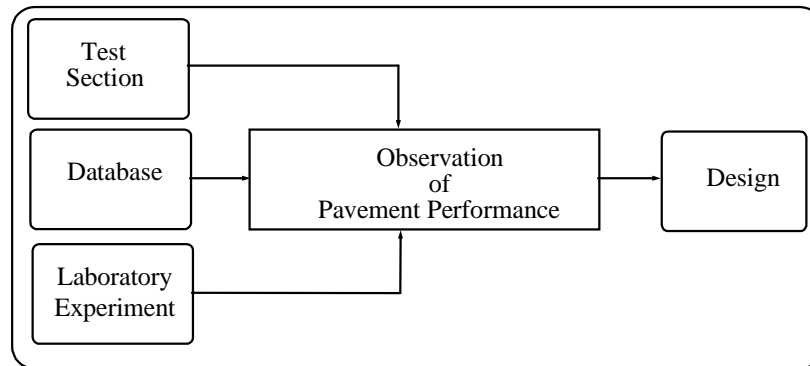 Test
Section
Database
Observation
of
Pavement Performance
Design
Laboratory
Experiment